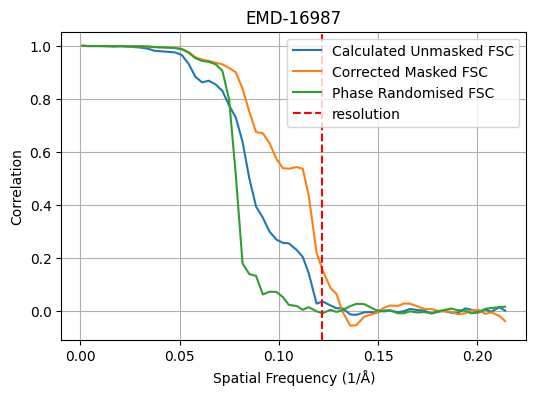 EMD-16987
1.0
0.8
0.6
0.4
0.2
0.0
Correlation
Calculated Unmasked FSC
Corrected Masked FSC
Phase Randomised FSC
resolution
0.00
0.05
0.10
0.15
0.20
Spatial Frequency (1/Å)